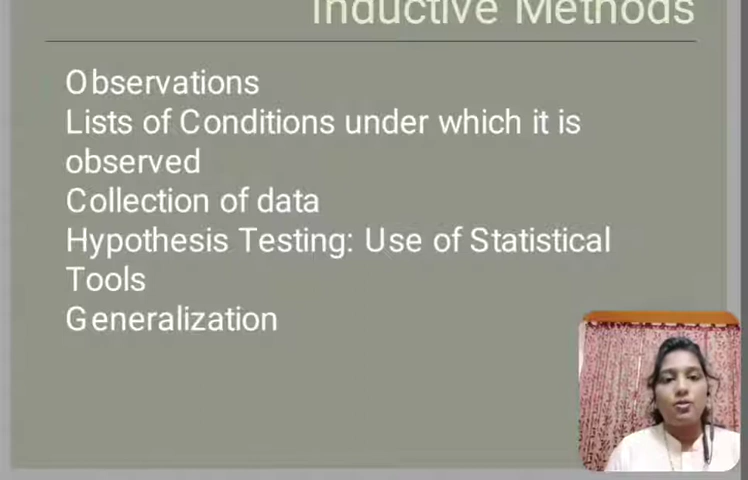 Inductive Methods
Observations
Lists of Conditions under which it is
observed
Collection of data
Hypothesis Testing: Use of Statistical
Tools
Generalization